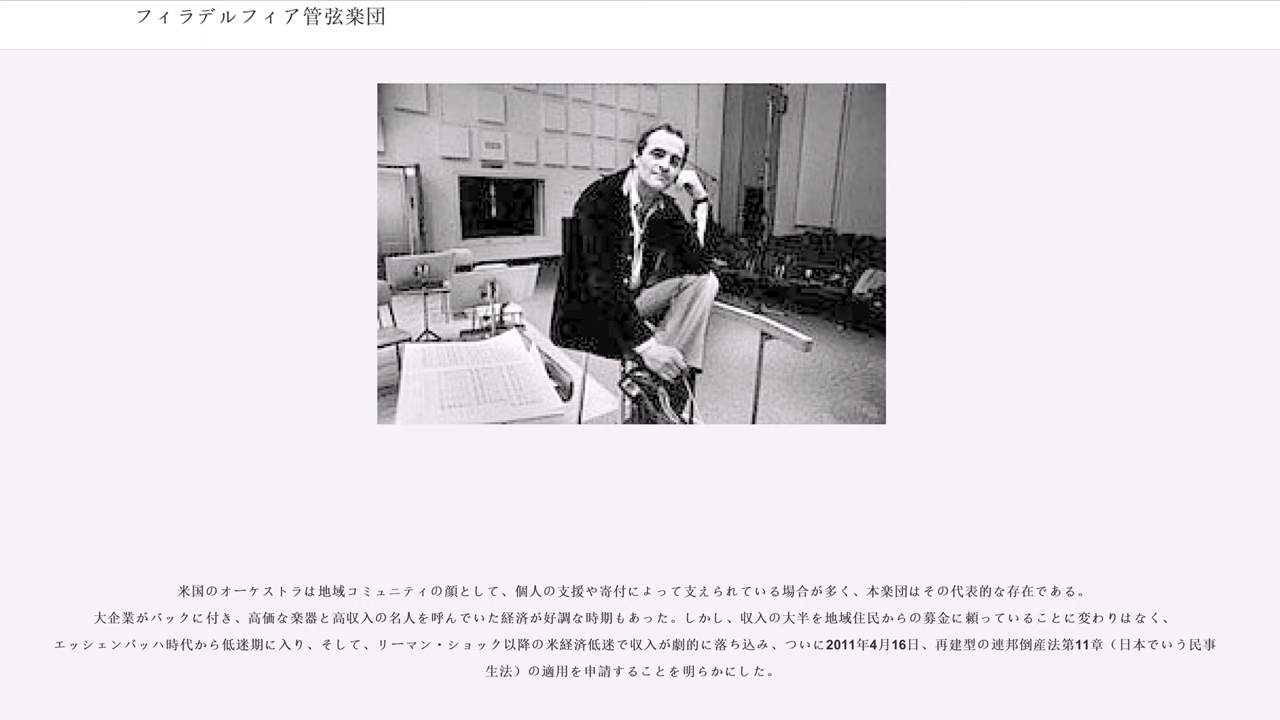 フィラデルフィア管弦楽団
米国のオーケストラは地域コミュニティの顔として、個人の支援や寄付によって支えられている場合が多く、本楽団はその代表的な存在である。
大企業がバックに付き、高価な楽器と高収入の名人を呼んでいた経済が好調な時期もあった。しかし、収入の大半を地域住民からの募金に頼っていることに変わりはなく、
エッシェンバッハ時代から低迷期に入り、そして、リーマン・ショック以降の米経済低迷で収入が劇的に落ち込み、ついに2011年4月16日、再建型の連邦倒産法第11章（日本でいう民事
生法）の適用を申請することを明らかにした。